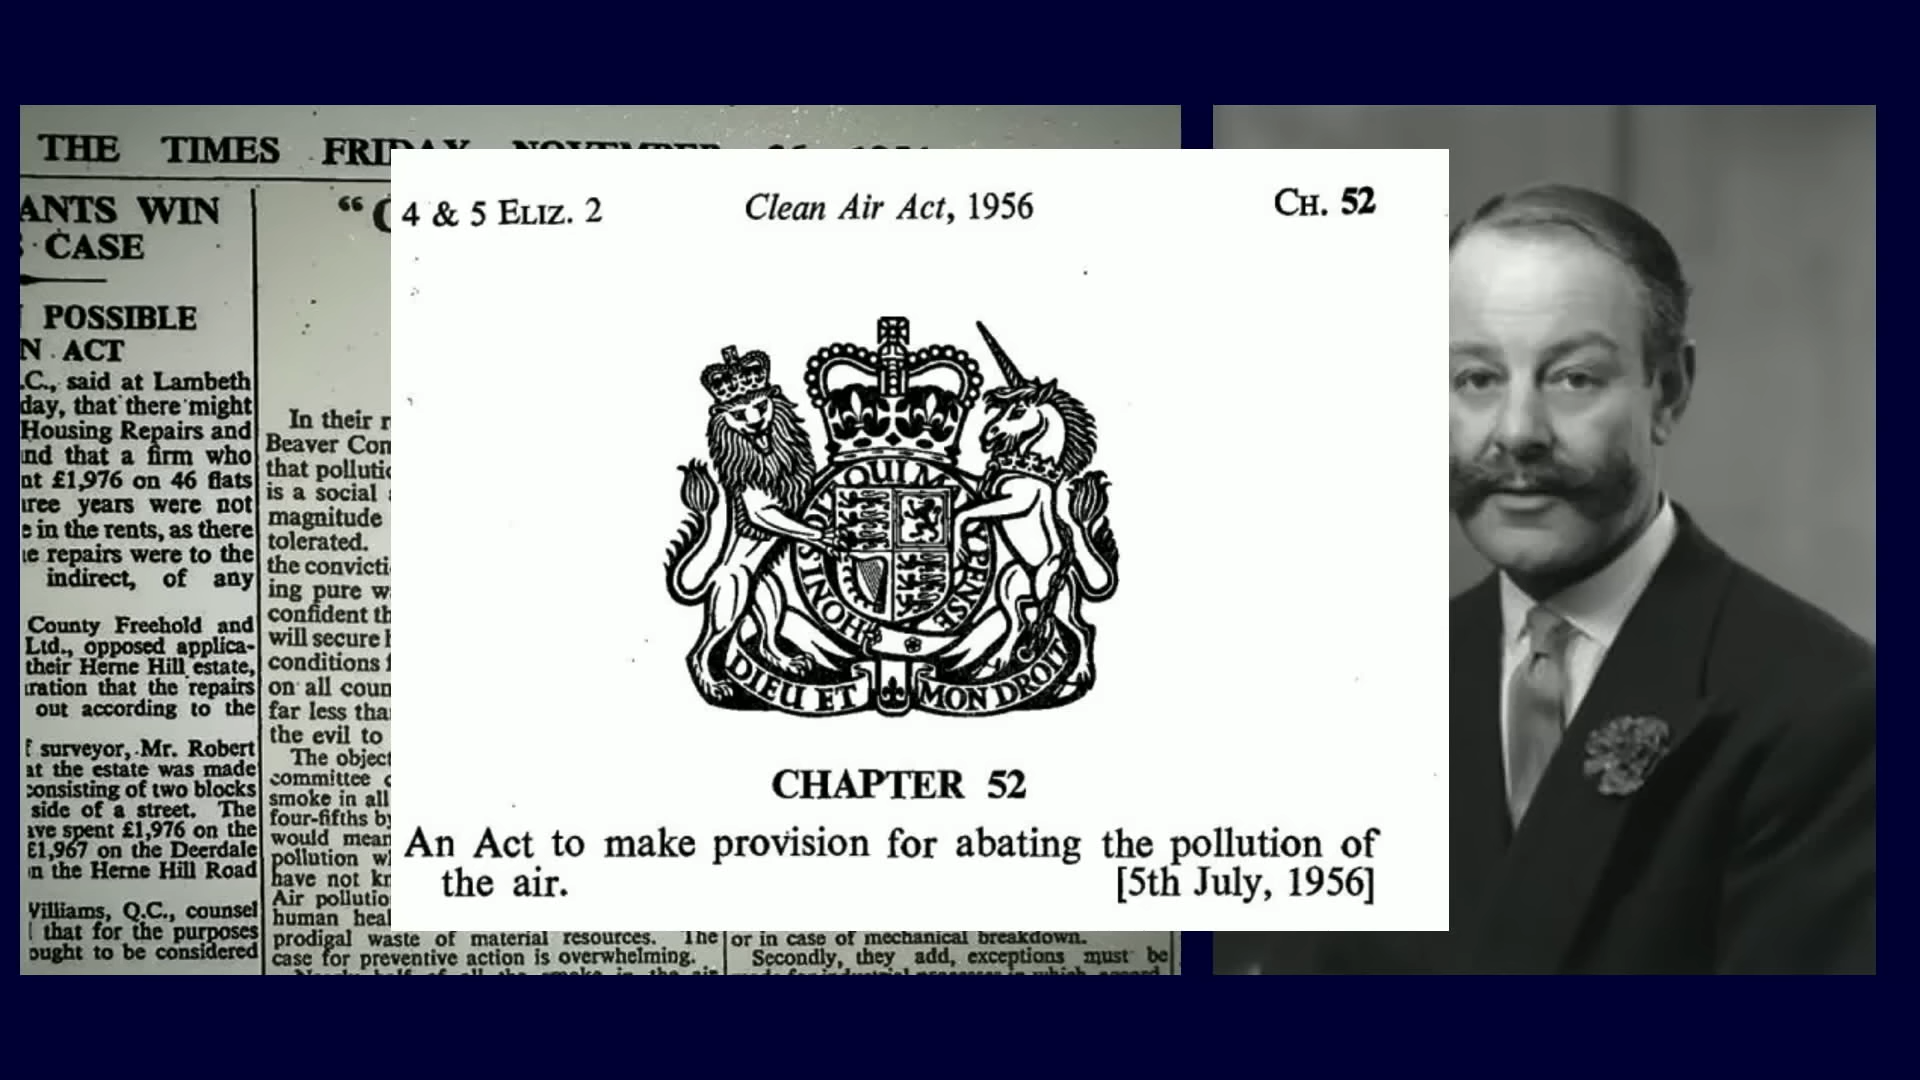 THE TIMES FRIDAY NOVEMBER 26
ANTS WIN
CASE
POSSIBLE
ACT
.C., said at Lambeth
day, that there might
Housing Repairs and
nd that a firm who
nt £1,976 on 46 flats
ree years were not
e in the rents, as there
e repairs were to the
indirect, of any
County Freehold and
Ltd., opposed applica-
their Herne Hill estate,
ration that the repairs
out according to the
surveyor, Mr. Robert
at the estate was made
consisting of two blocks
side of a street. The
ave spent £1,976 on the
£1,967 on the Deerdale
n the Herne Hill Road
Williams, Q.C., counsel
that for the purposes
ought to be considered
In their r
Beaver Con
that pollutic
is a social
magnitude
tolerated.
the convicti
ing pure w
confident th
will secure h
conditions f
on all coun
far less tha
the evil to
The object
committee
smoke in all
four-fifths by
would mean
pollution wh
have not kn
Air pollutio
human heal
prodigal waste of material resources. The
case for preventive action is overwhelming.
or in case of mechanical breakdown.
Secondly, they add, exceptions must be
4 & 5 ELIZ. 2
Clean Air Act, 1956
CH. 52
HONI SOIT QUI MAL Y PENSE
DIEU ET MON DROIT
CHAPTER 52
An Act to make provision for abating the pollution of
the air. [5th July, 1956]